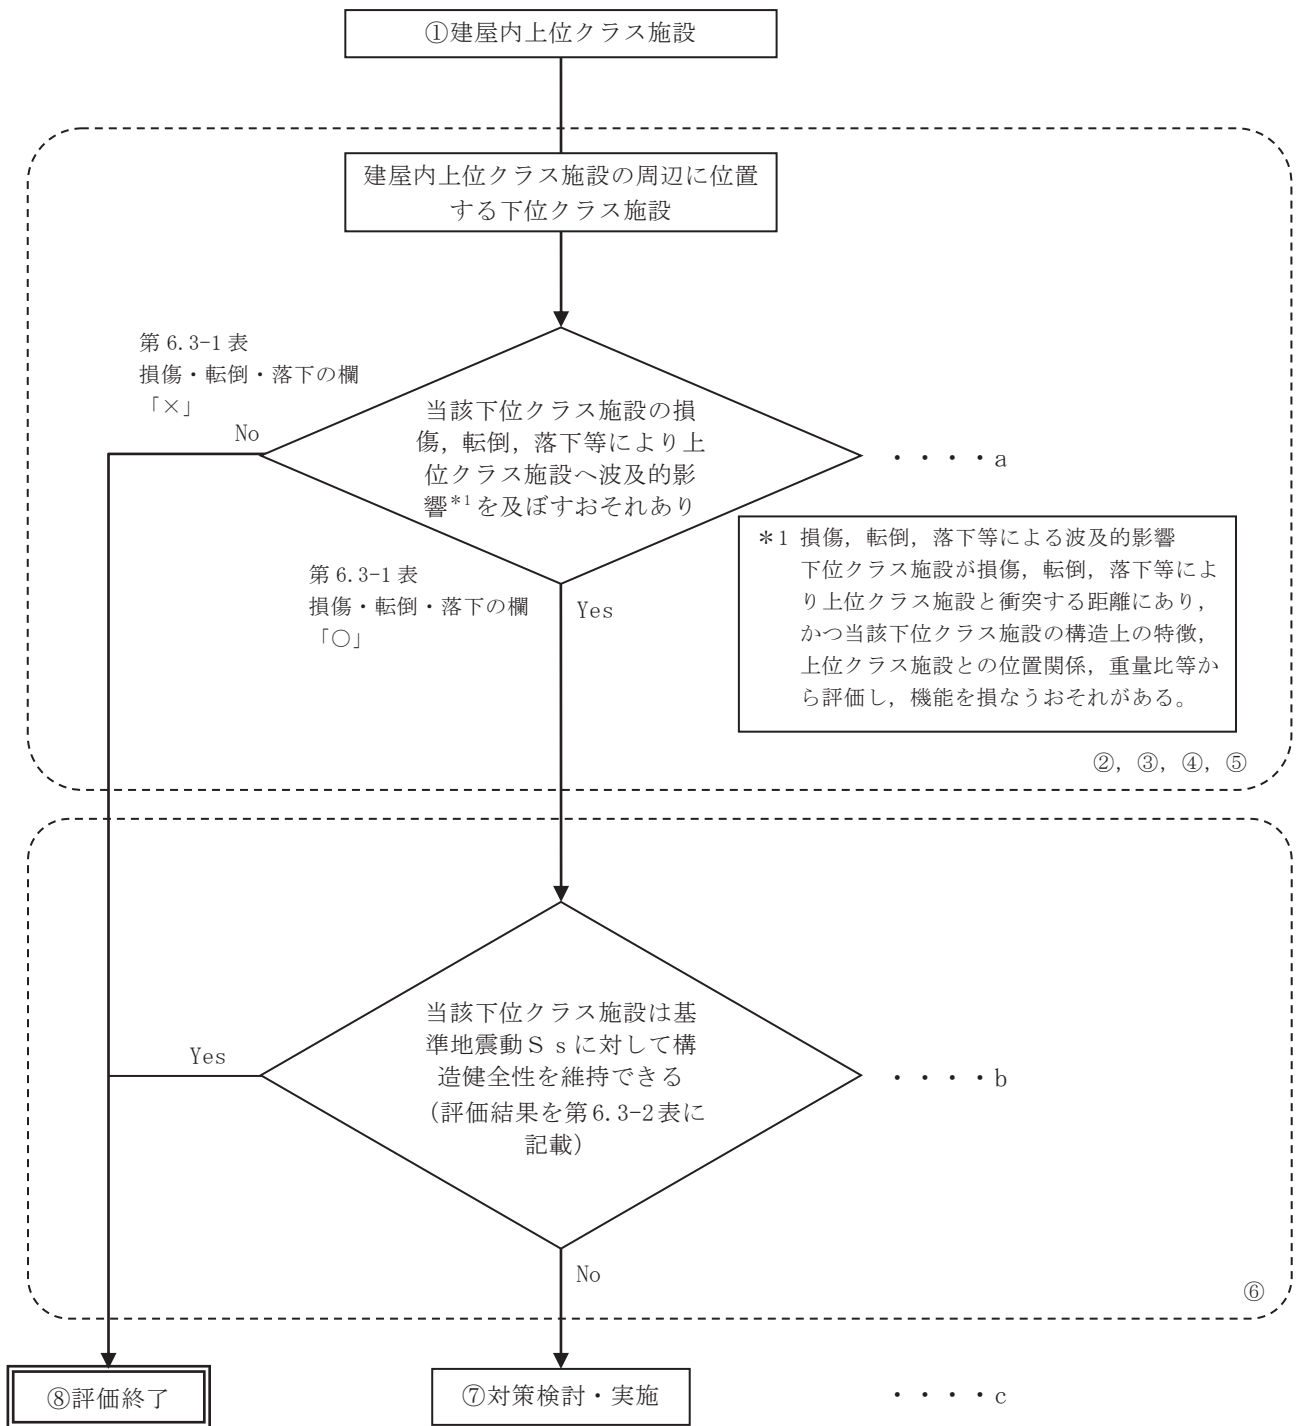 ①建屋内上位クラス施設
建屋内上位クラス施設の周辺に位置
する下位クラス施設
第 6.3-1 表
損傷・転倒・落下の欄
「×」
No
当該下位クラス施設の損
傷，転倒，落下等により上
位クラス施設へ波及的影
響*1を及ぼすおそれあり
・・・・a
＊1 損傷，転倒，落下等による波及的影響
下位クラス施設が損傷，転倒，落下等によ
り上位クラス施設と衝突する距離にあり，
かつ当該下位クラス施設の構造上の特徴，
上位クラス施設との位置関係，重量比等か
ら評価し，機能を損なうおそれがある。
第 6.3-1 表
損傷・転倒・落下の欄
「○」
Yes
②，③，④，⑤
当該下位クラス施設は基
準地震動Ｓｓに対して構
造健全性を維持できる
（評価結果を第6.3-2表に
記載）
Yes
・・・・b
No
⑥
⑧評価終了
⑦対策検討・実施
・・・・c